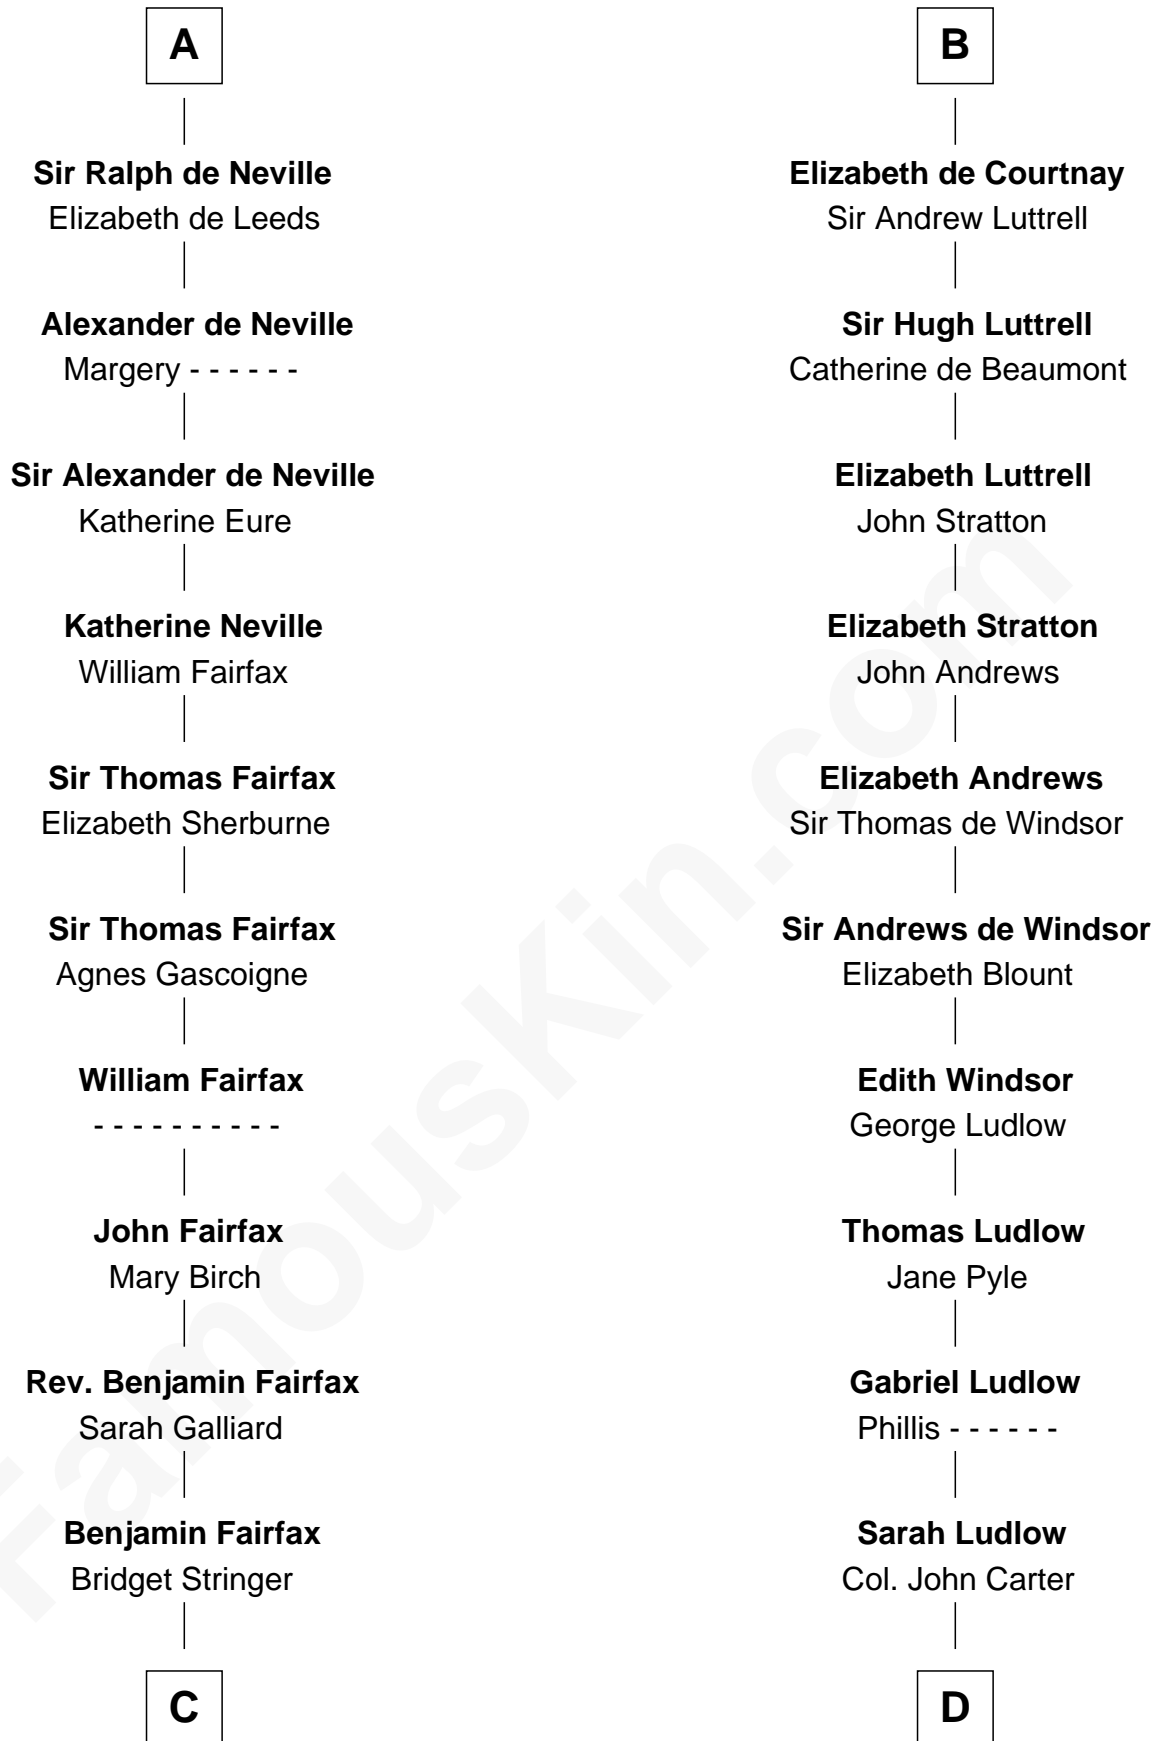 A
Sir Ralph de Neville
Elizabeth de Leeds
Alexander de Neville
Margery - - - - - -
Sir Alexander de Neville
Katherine Eure
Katherine Neville
William Fairfax
Sir Thomas Fairfax
Elizabeth Sherburne
Sir Thomas Fairfax
Agnes Gascoigne
William Fairfax
- - - - - - - - - -
John Fairfax
Mary Birch
Rev. Benjamin Fairfax
Sarah Galliard
Benjamin Fairfax
Bridget Stringer
C
B
Elizabeth de Courtnay
Sir Andrew Luttrell
Sir Hugh Luttrell
Catherine de Beaumont
Elizabeth Luttrell
John Stratton
Elizabeth Stratton
John Andrews
Elizabeth Andrews
Sir Thomas de Windsor
Sir Andrews de Windsor
Elizabeth Blount
Edith Windsor
George Ludlow
Thomas Ludlow
Jane Pyle
Gabriel Ludlow
Phillis - - - - - -
Sarah Ludlow
Col. John Carter
D
FamousKin.com